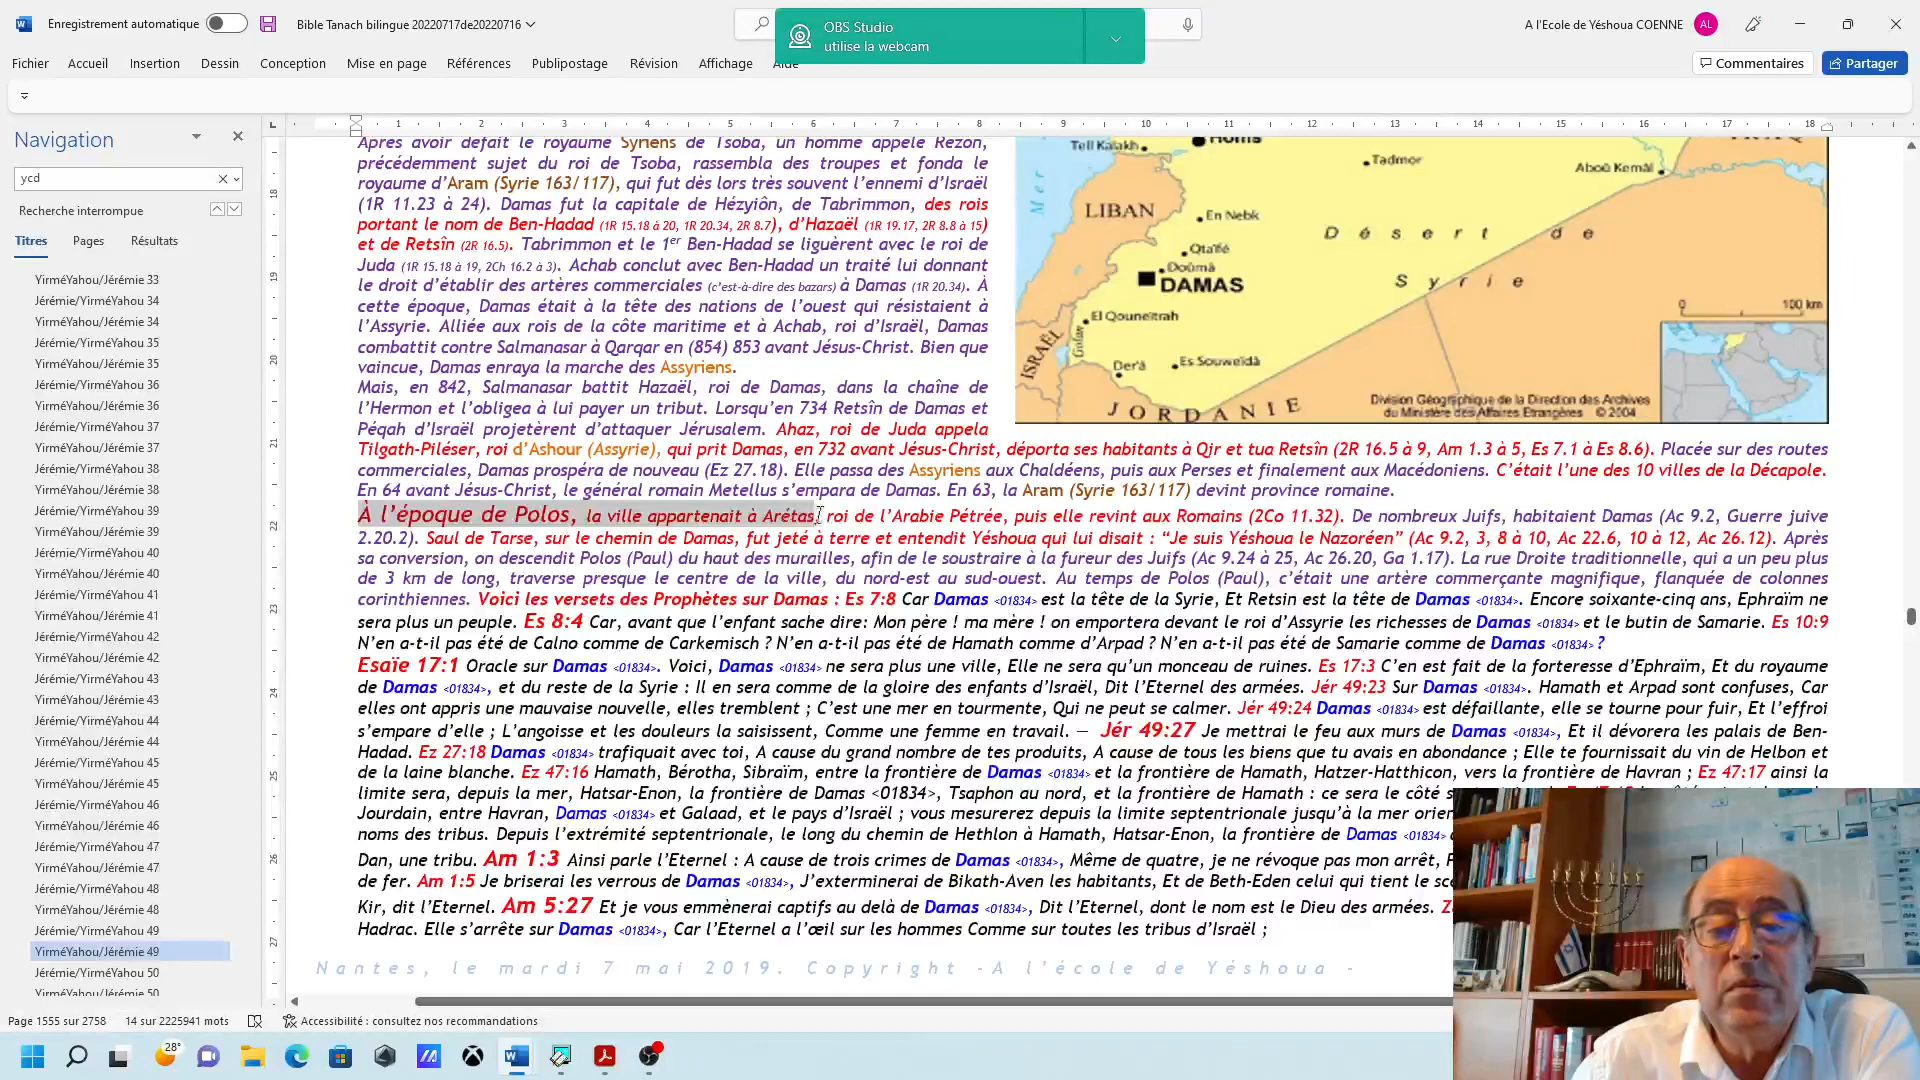 Enregistrement automatique
Bible Tanach bilingue 20220717de20220716
OBS Studio
utilise la webcam
A l'Ecole de Yéshoua COENNE
AL
Fichier Accueil Insertion Dessin Conception Mise en page Références Publipostage Révision Affichage Aide
Commentaires
Partager
Navigation
ycd
Recherche interrompue
Titres Pages Résultats
YirméYahou/Jérémie 33
Jérémie/YirméYahou 34
YirméYahou/Jérémie 34
Jérémie/YirméYahou 35
YirméYahou/Jérémie 35
Jérémie/YirméYahou 36
YirméYahou/Jérémie 36
Jérémie/YirméYahou 37
YirméYahou/Jérémie 37
Jérémie/YirméYahou 38
YirméYahou/Jérémie 38
Jérémie/YirméYahou 39
YirméYahou/Jérémie 39
Jérémie/YirméYahou 40
YirméYahou/Jérémie 40
Jérémie/YirméYahou 41
YirméYahou/Jérémie 41
Jérémie/YirméYahou 42
YirméYahou/Jérémie 42
Jérémie/YirméYahou 43
YirméYahou/Jérémie 43
Jérémie/YirméYahou 44
YirméYahou/Jérémie 44
Jérémie/YirméYahou 45
YirméYahou/Jérémie 45
Jérémie/YirméYahou 46
YirméYahou/Jérémie 46
Jérémie/YirméYahou 47
YirméYahou/Jérémie 47
Jérémie/YirméYahou 48
YirméYahou/Jérémie 48
Jérémie/YirméYahou 49
YirméYahou/Jérémie 49
Jérémie/YirméYahou 50
YirméYahou/Jérémie 50
1 2 3 4 5 6 7 8 9 10 11 12 13 14 15 16 17 18
18
19
20
21
22
23
24
25
26
27
Après avoir défait le royaume Syriens de Tsoba, un homme appelé Rezôn,
précédemment sujet du roi de Tsoba, rassembla des troupes et fonda le
royaume d'Aram (Syrie 163/117), qui fut dès lors très souvent l'ennemi d'Israël
(1R 11.23 à 24). Damas fut la capitale de Hézyiôn, de Tabrimmon, des rois
portant le nom de Ben-Hadad (1R 15.18 à 20, 1R 20.34, 2R 8.7), d'Hazaël (1R 19.17, 2R 8.8 à 15)
et de Retsîn (2R 16.5). Tabrimmon et le 1er Ben-Hadad se liguèrent avec le roi de
Juda (1R 15.18 à 19, 2Ch 16.2 à 3). Achab conclut avec Ben-Hadad un traité lui donnant
le droit d'établir des artères commerciales (c'est-à-dire des bazars) à Damas (1R 20.34). À
cette époque, Damas était à la tête des nations de l'ouest qui résistaient à
l'Assyrie. Alliée aux rois de la côte maritime et à Achab, roi d'Israël, Damas
combattit contre Salmanasar à Qarqar en (854) 853 avant Jésus-Christ. Bien que
vaincue, Damas enraya la marche des Assyriens.
Mais, en 842, Salmanasar battit Hazaël, roi de Damas, dans la chaîne de
l'Hermon et l'obligea à lui payer un tribut. Lorsqu'en 734 Retsîn de Damas et
Péqah d'Israël projetèrent d'attaquer Jérusalem. Ahaz, roi de Juda appela
Tilgath-Piléser, roi d'Ashour (Assyrie), qui prit Damas, en 732 avant Jésus-Christ, déporta ses habitants à Qir et tua Retsîn (2R 16.5 à 9, Am 1.3 à 5, Es 7.1 à Es 8.6). Placée sur des routes
commerciales, Damas prospéra de nouveau (Ez 27.18). Elle passa des Assyriens aux Chaldéens, puis aux Perses et finalement aux Macédoniens. C'était l'une des 10 villes de la Décapole.
En 64 avant Jésus-Christ, le général romain Metellus s'empara de Damas. En 63, la Aram (Syrie 163/117) devint province romaine.
À l'époque de Polos, la ville appartenait à Arétas, roi de l'Arabie Pétrée, puis elle revint aux Romains (2Co 11.32). De nombreux Juifs, habitaient Damas (Ac 9.2, Guerre juive
2.20.2). Saul de Tarse, sur le chemin de Damas, fut jeté à terre et entendit Yéshoua qui lui disait : “Je suis Yéshoua le Nazoréen” (Ac 9.2, 3, 8 à 10, Ac 22.6, 10 à 12, Ac 26.12). Après
sa conversion, on descendit Polos (Paul) du haut des murailles, afin de le soustraire à la fureur des Juifs (Ac 9.24 à 25, Ac 26.20, Ga 1.17). La rue Droite traditionnelle, qui a un peu plus
de 3 km de long, traverse presque le centre de la ville, du nord-est au sud-ouest. Au temps de Polos (Paul), c'était une artère commerçante magnifique, flanquée de colonnes
corinthiennes. Voici les versets des Prophètes sur Damas : Es 7:8 Car Damas <01834> est la tête de la Syrie, Et Retsin est la tête de Damas <01834>. Encore soixante-cinq ans, Ephraïm ne
sera plus un peuple. Es 8:4 Car, avant que l'enfant sache dire: Mon père ! ma mère ! on emportera devant le roi d'Assyrie les richesses de Damas <01834> et le butin de Samarie. Es 10:9
N'en a-t-il pas été de Calno comme de Carkemisch ? N'en a-t-il pas été de Hamath comme d'Arpad ? N'en a-t-il pas été de Samarie comme de Damas <01834> ?
Esaïe 17:1 Oracle sur Damas <01834>. Voici, Damas <01834> ne sera plus une ville, Elle ne sera qu'un monceau de ruines. Es 17:3 C'en est fait de la forteresse d'Ephraïm, Et du royaume
de Damas <01834>, et du reste de la Syrie : Il en sera comme de la gloire des enfants d'Israël, Dit l'Eternel des armées. Jér 49:23 Sur Damas <01834>. Hamath et Arpad sont confuses, Car
elles ont appris une mauvaise nouvelle, elles tremblent ; C'est une mer en tourmente, Qui ne peut se calmer. Jér 49:24 Damas <01834> est défaillante, elle se tourne pour fuir, Et l'effroi
s'empare d'elle ; L'angoisse et les douleurs la saisissent, Comme une femme en travail. — Jér 49:27 Je mettrai le feu aux murs de Damas <01834>, Et il dévorera les palais de Ben-
Hadad. Ez 27:18 Damas <01834> trafiquait avec toi, A cause du grand nombre de tes produits, A cause de tous les biens que tu avais en abondance ; Elle te fournissait du vin de Helbon et
de la laine blanche. Ez 47:16 Hamath, Bérotha, Sibraïm, entre la frontière de Damas <01834> et la frontière de Hamath, Hatzer-Hatthicon, vers la frontière de Havran ; Ez 47:17 ainsi la
limite sera, depuis la mer, Hatsar-Enon, la frontière de Damas <01834>, Tsaphon au nord, et la frontière de Hamath : ce sera le côté s
Jourdain, entre Havran, Damas <01834> et Galaad, et le pays d'Israël ; vous mesurerez depuis la limite septentrionale jusqu'à la mer orien
noms des tribus. Depuis l'extrémité septentrionale, le long du chemin de Hethlon à Hamath, Hatsar-Enon, la frontière de Damas <01834>
Dan, une tribu. Am 1:3 Ainsi parle l'Eternel : A cause de trois crimes de Damas <01834>, Même de quatre, je ne révoque pas mon arrêt, P
de fer. Am 1:5 Je briserai les verrous de Damas <01834>, J'exterminerai de Bikath-Aven les habitants, Et de Beth-Eden celui qui tient le sce
Kir, dit l'Eternel. Am 5:27 Et je vous emmènerai captifs au delà de Damas <01834>, Dit l'Eternel, dont le nom est le Dieu des armées. Z
Hadrac. Elle s'arrête sur Damas <01834>, Car l'Eternel a l'œil sur les hommes Comme sur toutes les tribus d'Israël ;
Nantes, le mardi 7 mai 2019. Copyright -A l'école de Yéshoua -
Mer
Tell Kalakh
Homs
Tadmor
Aboû Kemâl
LIBAN
En Nebk
Désert de
Qtaïfé
Doûmâ
DAMAS
Syrie
0 100 km
El Qouneïtrah
Golan
ISRAËL
Der'â
Es Souweïdâ
JORDANIE
Division Géographique de la Direction des Archives
du Ministère des Affaires Etrangères © 2004
Page 1555 sur 2758 14 sur 2225941 mots Accessibilité : consultez nos recommandations
28°